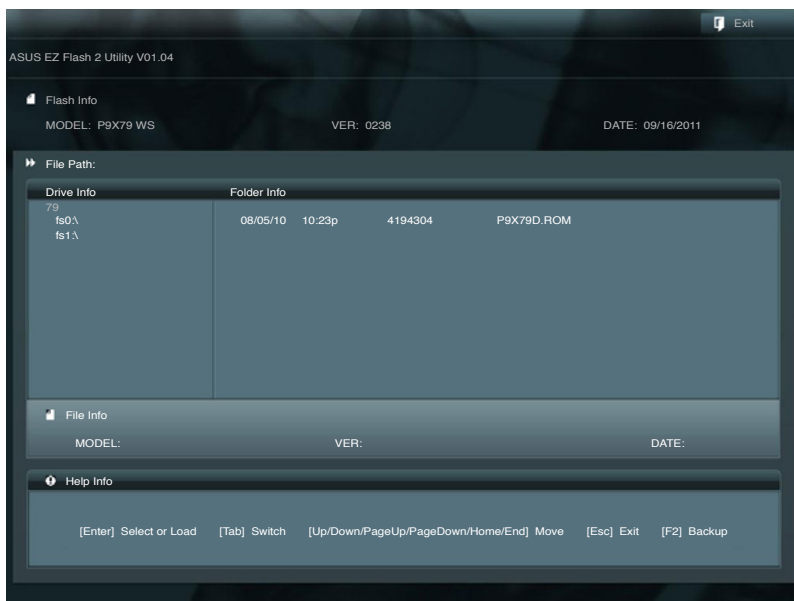 Exit
ASUS EZ Flash 2 Utility V01.04
Flash Info
MODEL: P9X79 WS VER: 0238 DATE: 09/16/2011
File Path:
Drive Info Folder Info
79
fs0:\ 08/05/10 10:23p 4194304 P9X79D.ROM
fs1:\
File Info
MODEL: VER: DATE:
Help Info
[Enter] Select or Load [Tab] Switch [Up/Down/PageUp/PageDown/Home/End] Move [Esc] Exit [F2] Backup